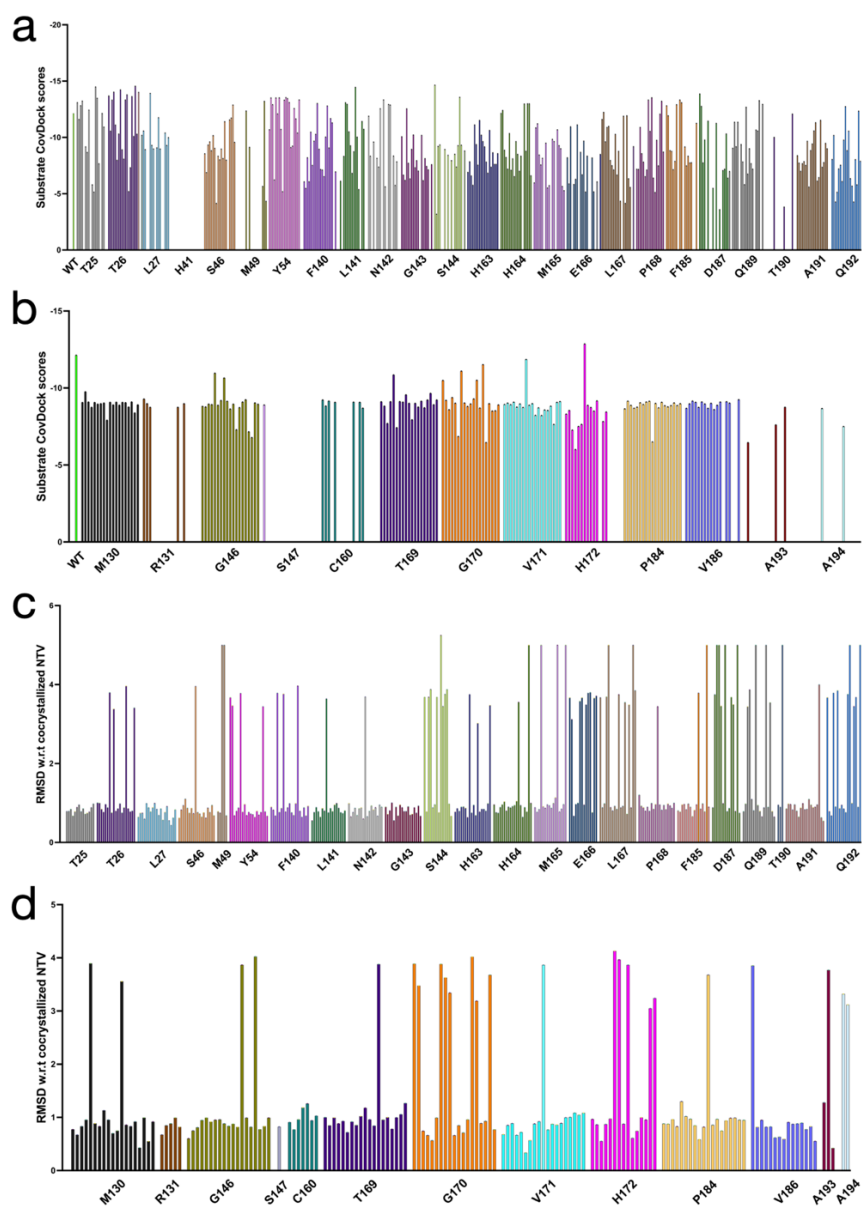 a
Substrate CovDock scores
-20
-15
-10
-5
0
WT T25 T26 L27 H41 S46 M49 Y54 F140 L141 N142 G143 S144 H163 H164 M165 E166 L167 P168 F185 D187 Q189 T190 A191 Q192
b
Substrate CovDock scores
-15
-10
-5
0
WT M130 R131 G146 S147 C160 T169 G170 V171 H172 P184 V186 A193 A194
c
RMSD w.r.t cocrystallized NTV
6
4
2
0
T25 T26 L27 S46 M49 Y54 F140 L141 N142 G143 S144 H163 H164 M165 E166 L167 P168 F185 D187 Q189 T190 A191 Q192
d
RMSD w.r.t cocrystallized NTV
5
4
3
2
1
0
M130 R131 G146 S147 C160 T169 G170 V171 H172 P184 V186 A193 A194